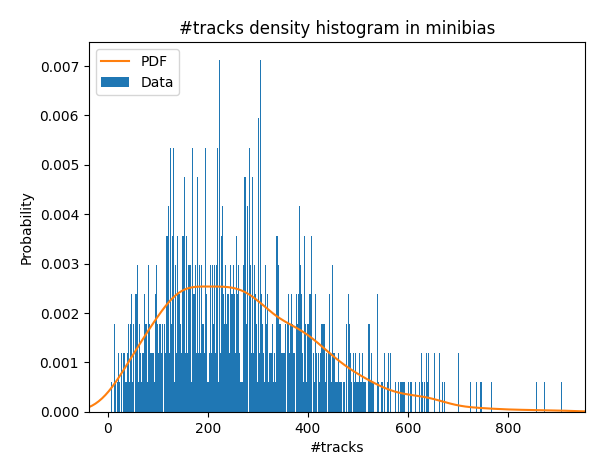 #tracks density histogram in minibias
PDF
Data
Probability
0.007
0.006
0.005
0.004
0.003
0.002
0.001
0.000
0 200 400 600 800
#tracks